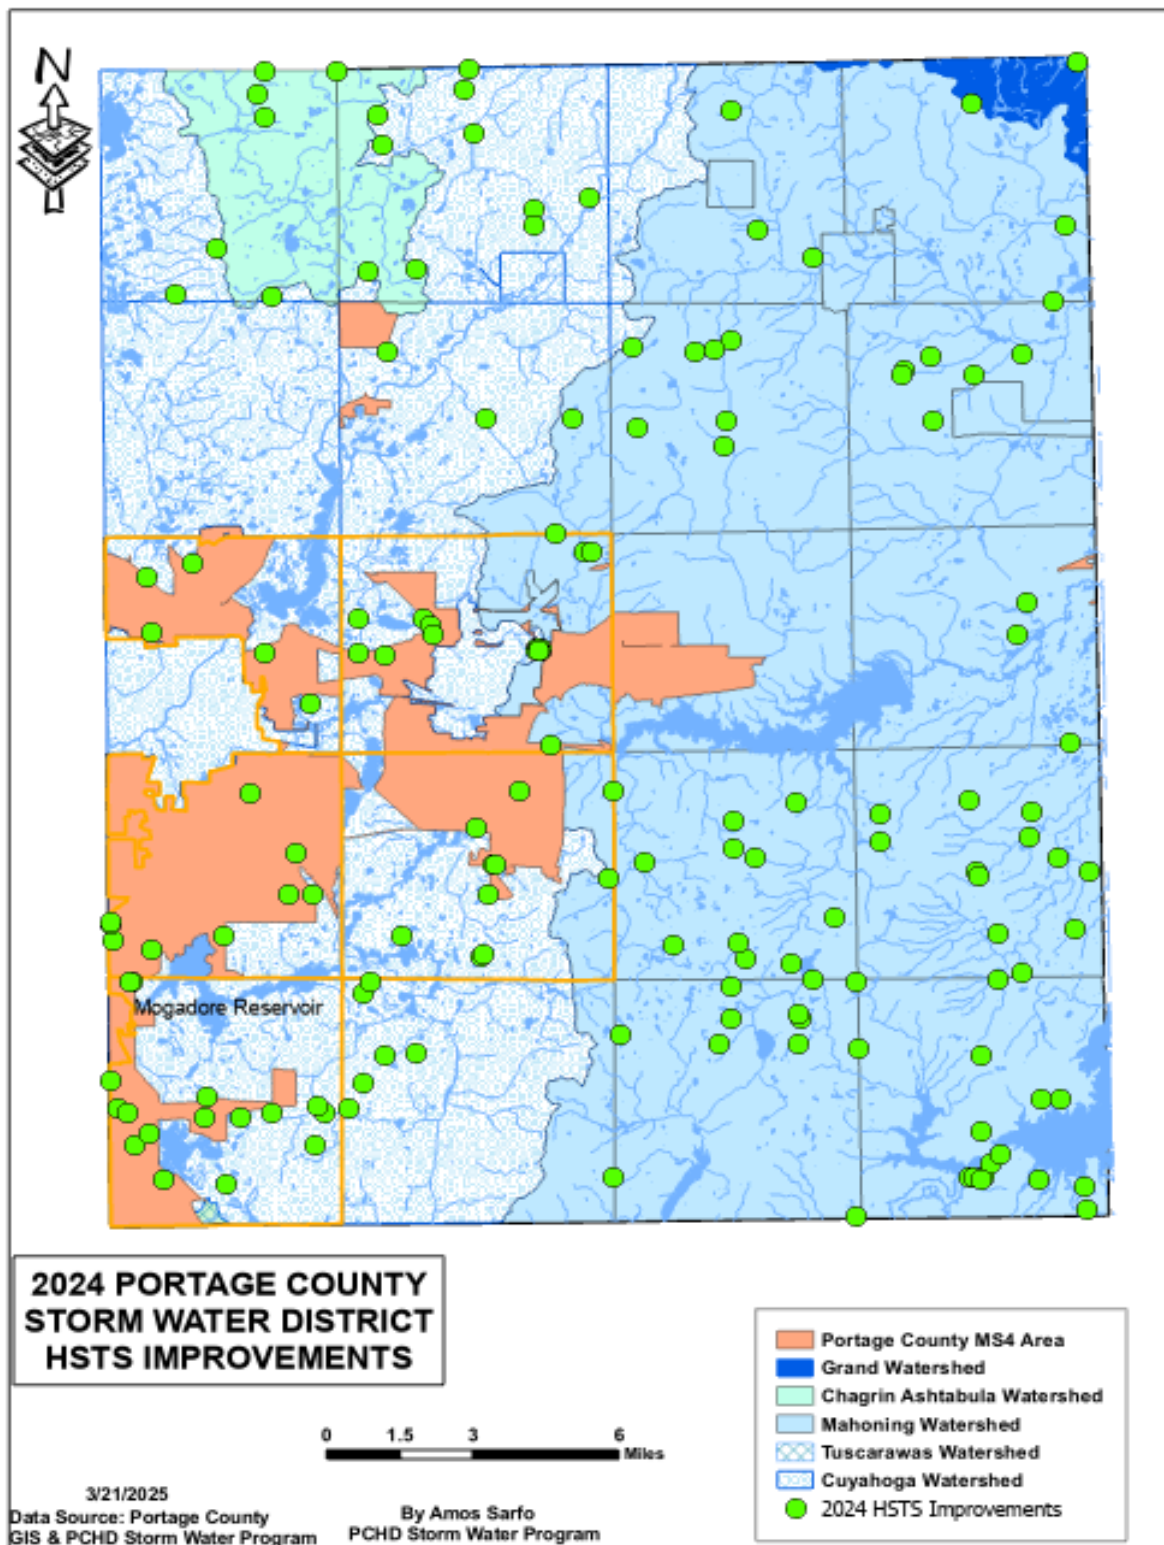 N
Mogadore Reservoir
2024 PORTAGE COUNTY
STORM WATER DISTRICT
HSTS IMPROVEMENTS
0 1.5 3 6
Miles
3/21/2025
Data Source: Portage County
GIS & PCHD Storm Water Program
By Amos Sarfo
PCHD Storm Water Program
Portage County MS4 Area
Grand Watershed
Chagrin Ashtabula Watershed
Mahoning Watershed
Tuscarawas Watershed
Cuyahoga Watershed
2024 HSTS Improvements